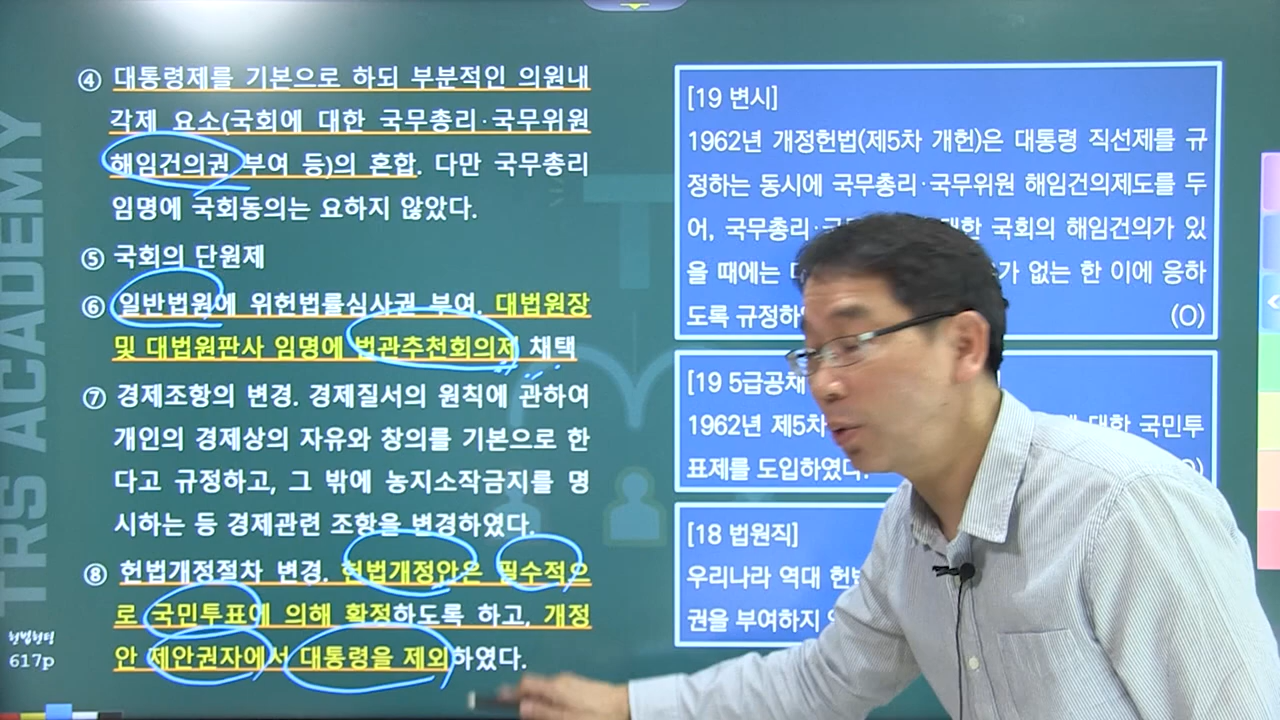 ④ 대통령제를 기본으로 하되 부분적인 의원내
각제 요소(국회에 대한 국무총리·국무위원
해임건의권 부여 등)의 혼합. 다만 국무총리
임명에 국회동의는 요하지 않았다.
⑤ 국회의 단원제
⑥ 일반법원에 위헌법률심사권 부여. 대법원장
및 대법원판사 임명에 법관추천회의제 채택
⑦ 경제조항의 변경. 경제질서의 원칙에 관하여
개인의 경제상의 자유와 창의를 기본으로 한
다고 규정하고, 그 밖에 농지소작금지를 명
시하는 등 경제관련 조항을 변경하였다.
⑧ 헌법개정절차 변경. 헌법개정안은 필수적으
로 국민투표에 의해 확정하도록 하고, 개정
안 제안권자에서 대통령을 제외하였다.
[19 변시]
1962년 개정헌법(제5차 개헌)은 대통령 직선제를 규
정하는 동시에 국무총리·국무위원 해임건의제도를 두
어, 국무총리· 대한 국회의 해임건의가 있
을 때에는 없는 한 이에 응하
도록 규정하 (O)
[19 5급공채
1962년 제5차 대한 국민투
표제를 도입하였다.
[18 법원직]
우리나라 역대 헌법
권을 부여하지
TRS ACADEMY
617p